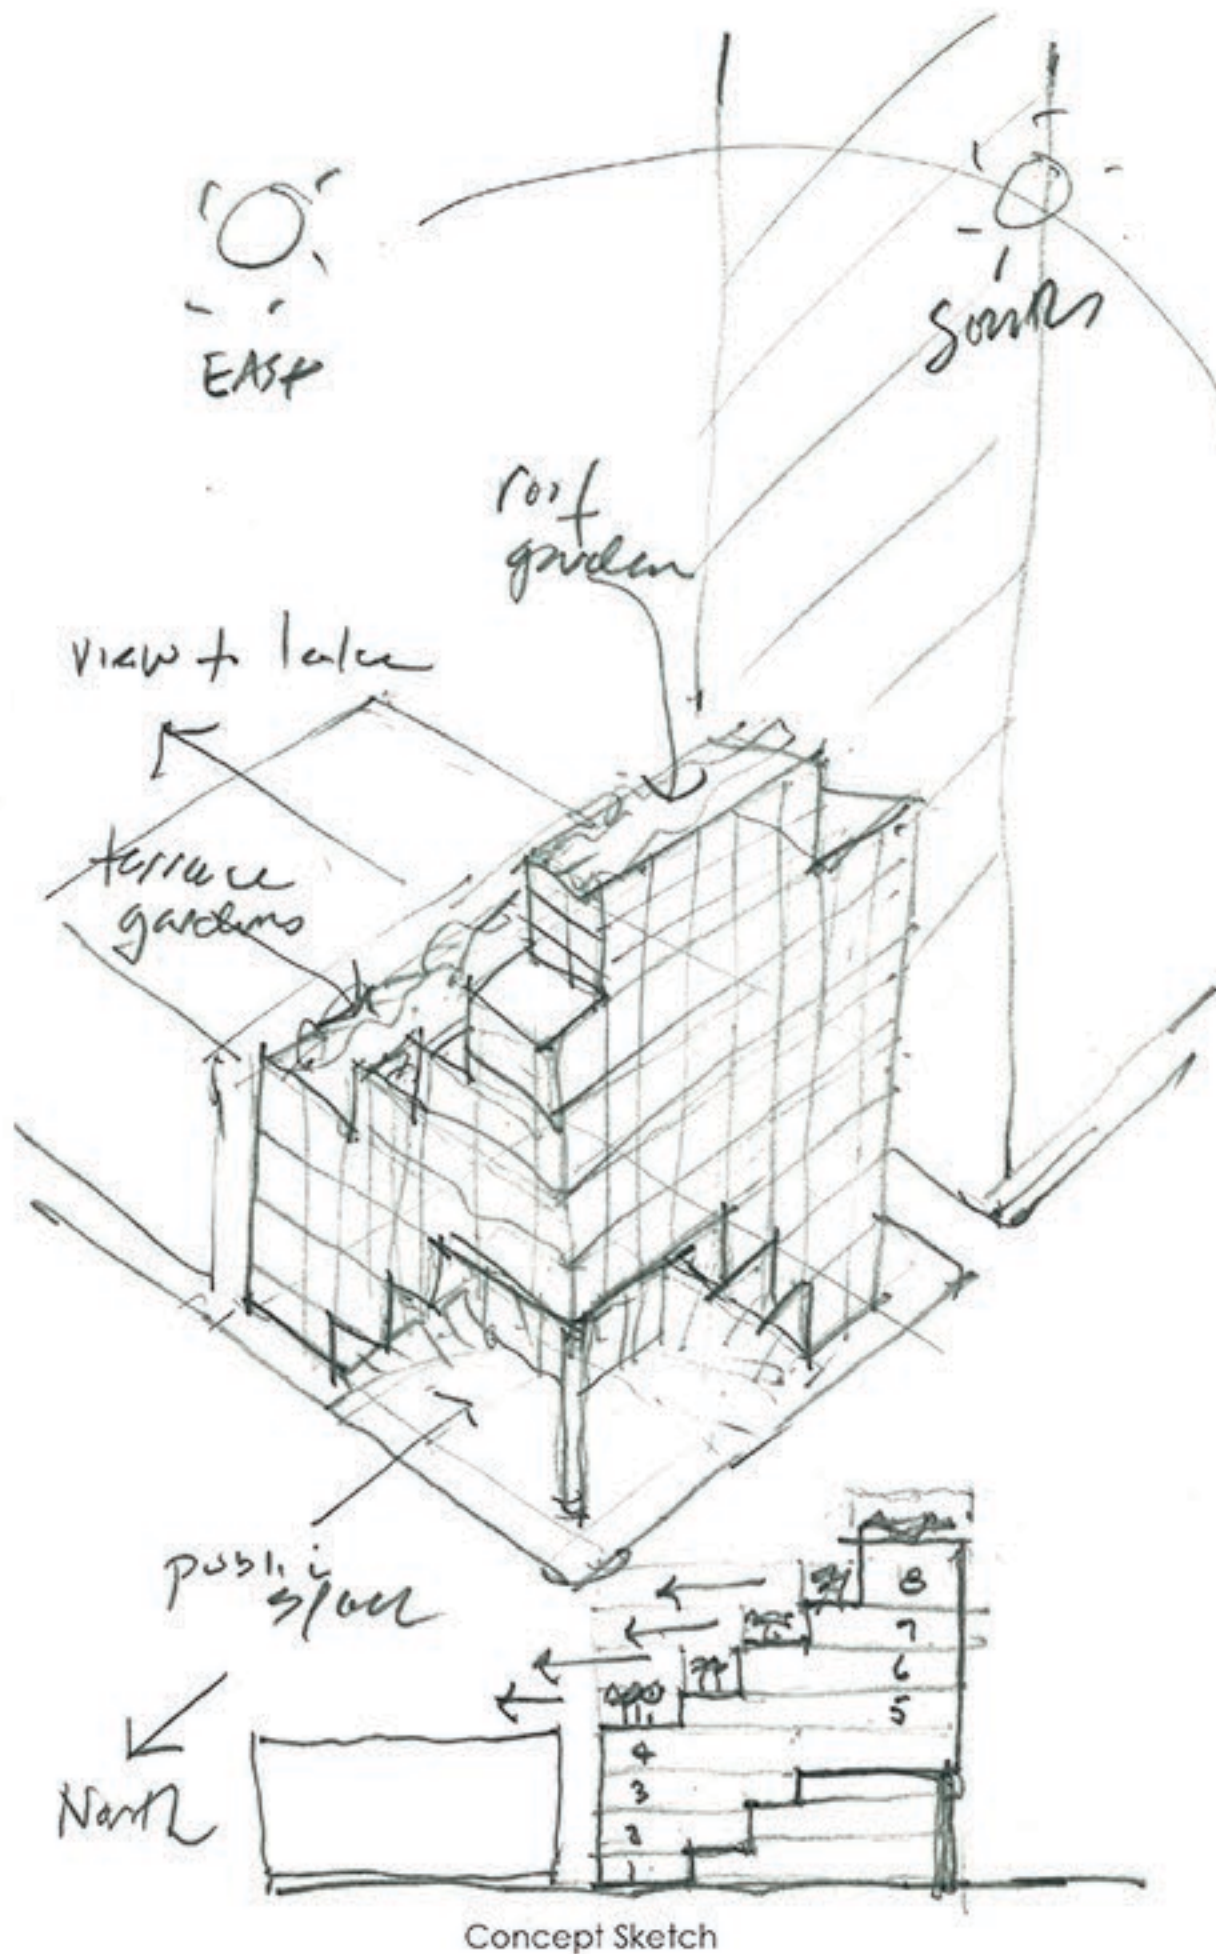 EAST
South
roof
garden
view to lake
terrace
gardens
public
space
North
8
7
6
5
4
3
2
1
Concept Sketch